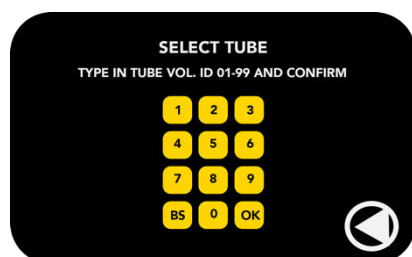 SELECT TUBE
TYPE IN TUBE VOL. ID 01-99 AND CONFIRM
1 2 3
4 5 6
7 8 9
BS 0 OK